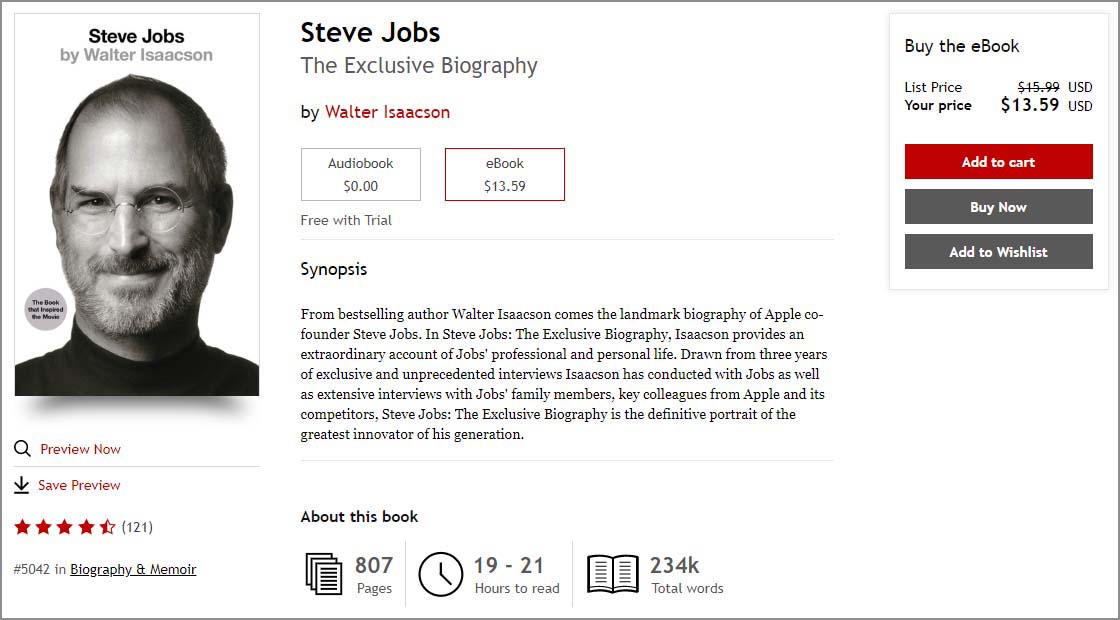 Steve Jobs
by Walter Isaacson
The Book
that Inspired
the Movie
Preview Now
Save Preview
(121)
#5042 in Biography & Memoir
Steve Jobs
The Exclusive Biography
by Walter Isaacson
Audiobook
$0.00
eBook
$13.59
Free with Trial
Synopsis
From bestselling author Walter Isaacson comes the landmark biography of Apple co-
founder Steve Jobs. In Steve Jobs: The Exclusive Biography, Isaacson provides an
extraordinary account of Jobs' professional and personal life. Drawn from three years
of exclusive and unprecedented interviews Isaacson has conducted with Jobs as well
as extensive interviews with Jobs' family members, key colleagues from Apple and its
competitors, Steve Jobs: The Exclusive Biography is the definitive portrait of the
greatest innovator of his generation.
About this book
807
Pages
19 - 21
Hours to read
234k
Total words
Buy the eBook
List Price $15.99 USD
Your price $13.59 USD
Add to cart
Buy Now
Add to Wishlist